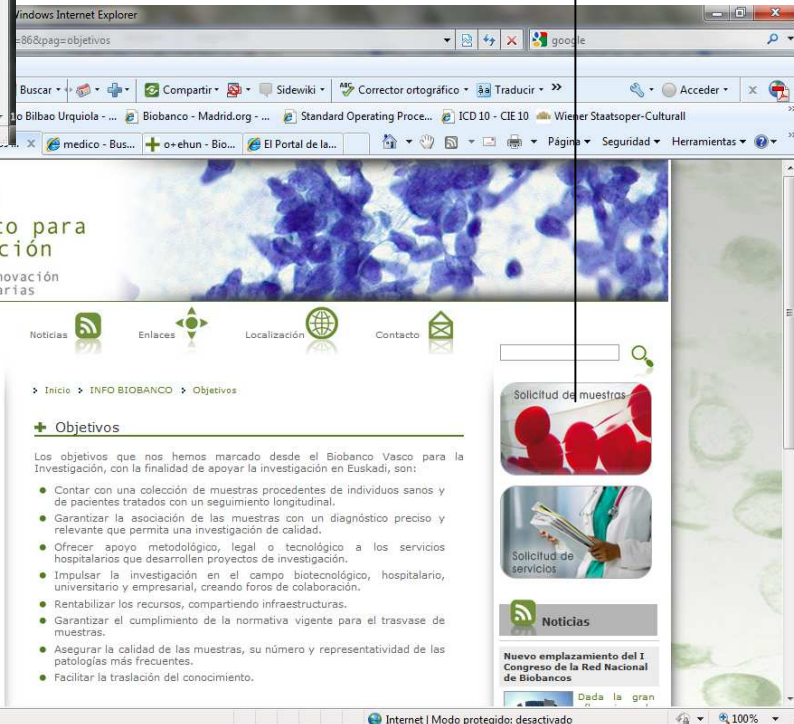 Windows Internet Explorer
=86&pag=objetivos
google
Buscar
Compartir
Sidewiki
Corrector ortográfico
Traducir
Acceder
Bilbao Urquiola - ...
Biobanco - Madrid.org - ...
Standard Operating Proce...
ICD 10 - CIE 10
Wiener Staatsoper-Culturall
medico - Bus...
o+ehun - Bio...
El Portal de la...
Página
Seguridad
Herramientas
para
Noticias
Enlaces
Localización
Contacto
Inicio > INFO BIOBANCO > Objetivos
Objetivos
Los objetivos que nos hemos marcado desde el Biobanco Vasco para la
Investigación, con la finalidad de apoyar la investigación en Euskadi, son:
Contar con una colección de muestras procedentes de individuos sanos y
de pacientes tratados con un seguimiento longitudinal.
Garantizar la asociación de las muestras con un diagnóstico preciso y
relevante que permita una investigación de calidad.
Ofrecer apoyo metodológico, legal o tecnológico a los servicios
hospitalarios que desarrollen proyectos de investigación.
Impulsar la investigación en el campo biotecnológico, hospitalario,
universitario y empresarial, creando foros de colaboración.
Rentabilizar los recursos, compartiendo infraestructuras.
Garantizar el cumplimiento de la normativa vigente para el trasvase de
muestras.
Asegurar la calidad de las muestras, su número y representatividad de las
patologías más frecuentes.
Facilitar la traslación del conocimiento.
Solicitud de muestras
Solicitud de
servicios
Noticias
Nuevo emplazamiento del I
Congreso de la Red Nacional
de Biobancos
Dada la gran
Internet | Modo protegido: desactivado
100%